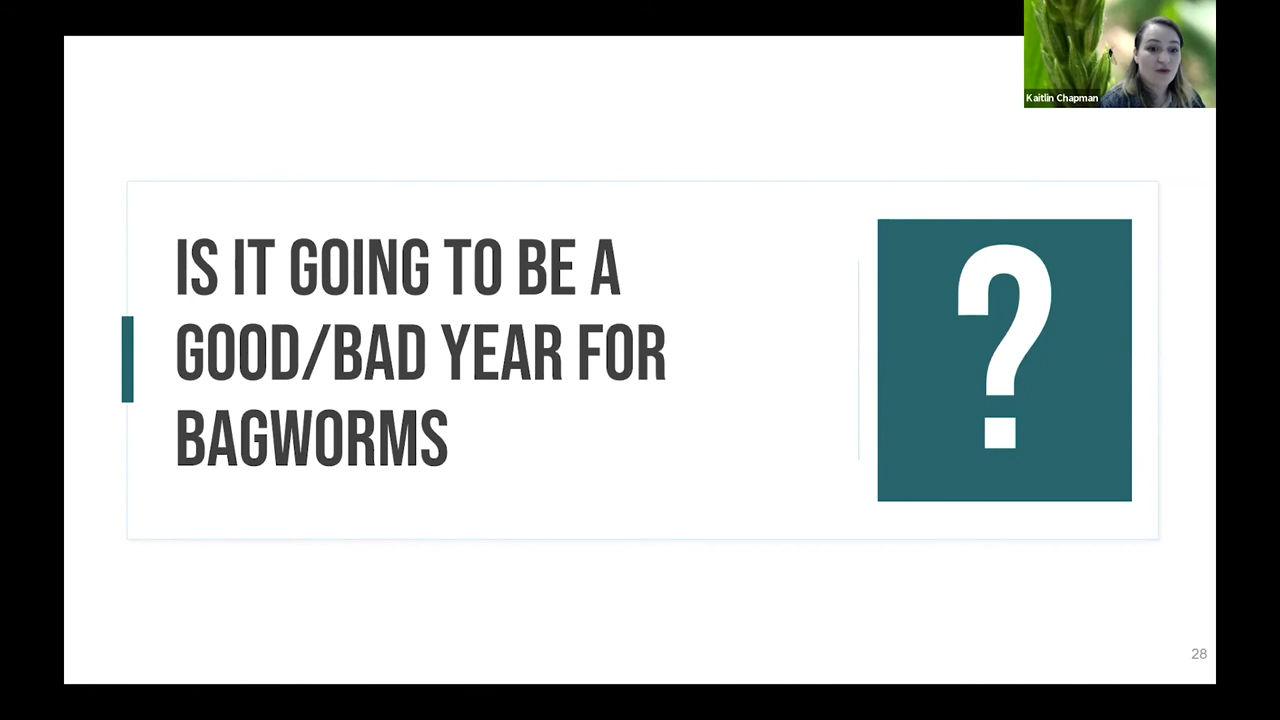 Kaitlin Chapman
IS IT GOING TO BE A
GOOD/BAD YEAR FOR
BAGWORMS
?
28